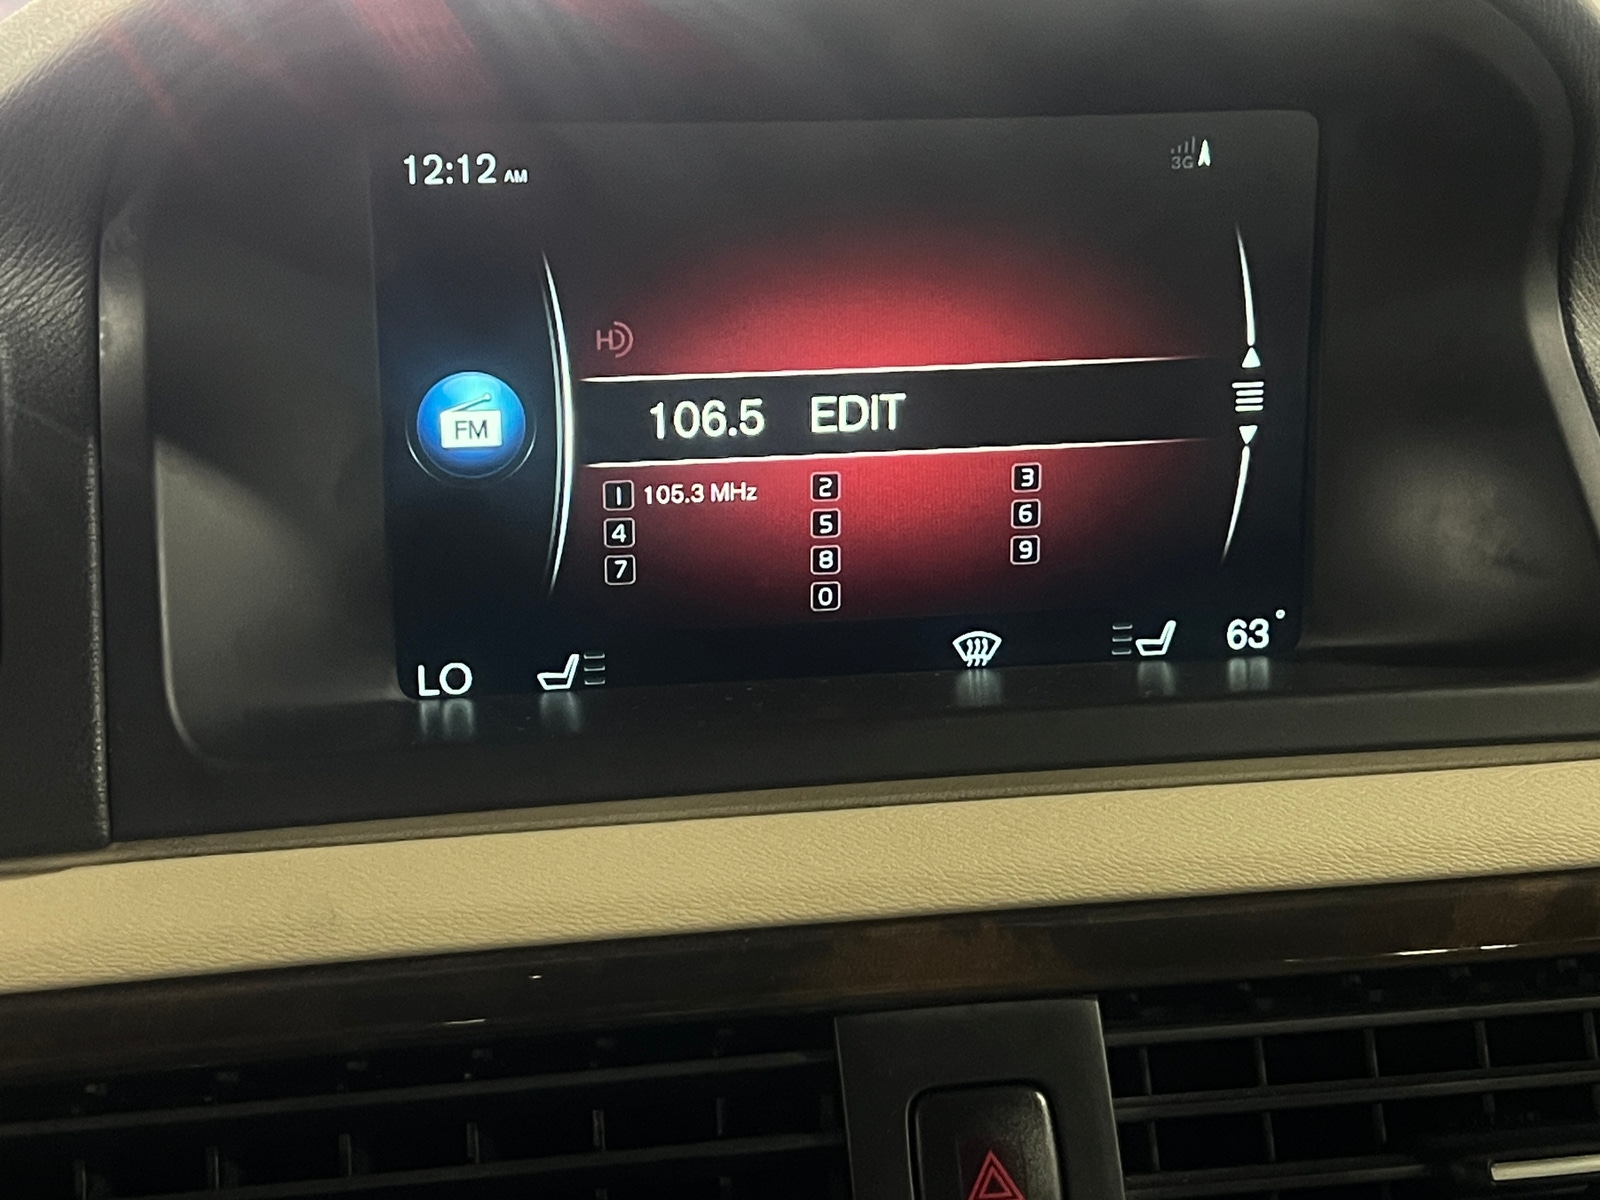 12:12 AM
3G
HD
FM
106.5 EDIT
1 105.3 MHz 2 3
4 5 6
7 8 9
0
LO 63°